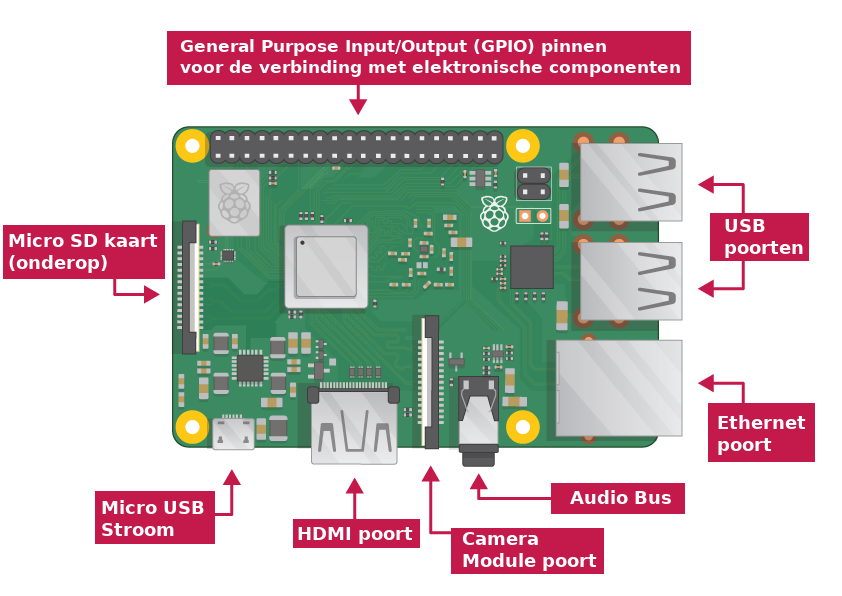 General Purpose Input/Output (GPIO) pinnen
voor de verbinding met elektronische componenten
Micro SD kaart
(onderop)
USB
poorten
Ethernet
poort
Micro USB
Stroom
HDMI poort
Audio Bus
Camera
Module poort